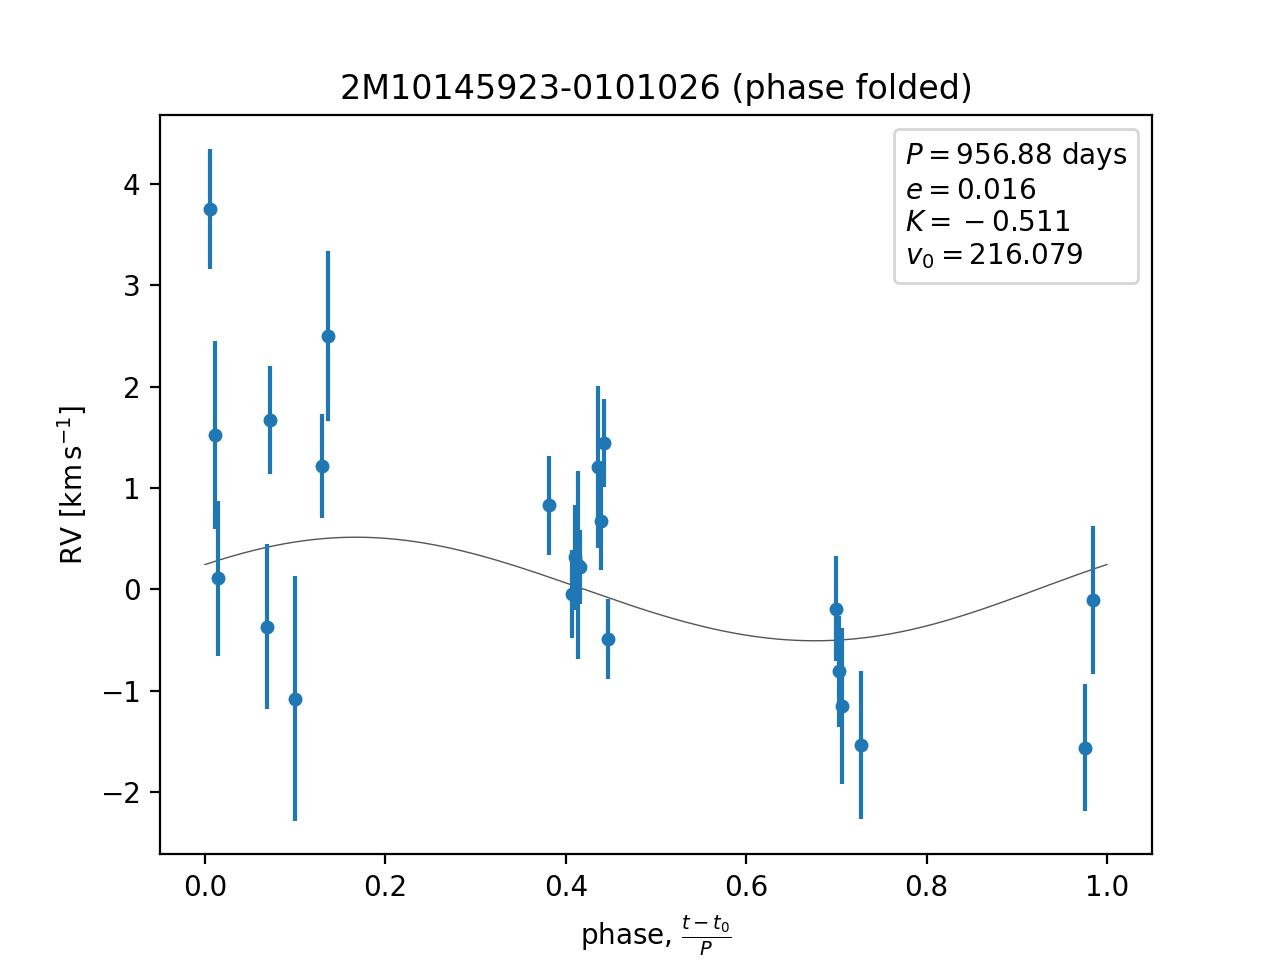 2M10145923-0101026 (phase folded)
P = 956.88 days
e = 0.016
K = −0.511
v₀ = 216.079
4
3
2
1
0
−1
−2
RV [km s⁻¹]
0.0 0.2 0.4 0.6 0.8 1.0
phase, (t − t₀)/P